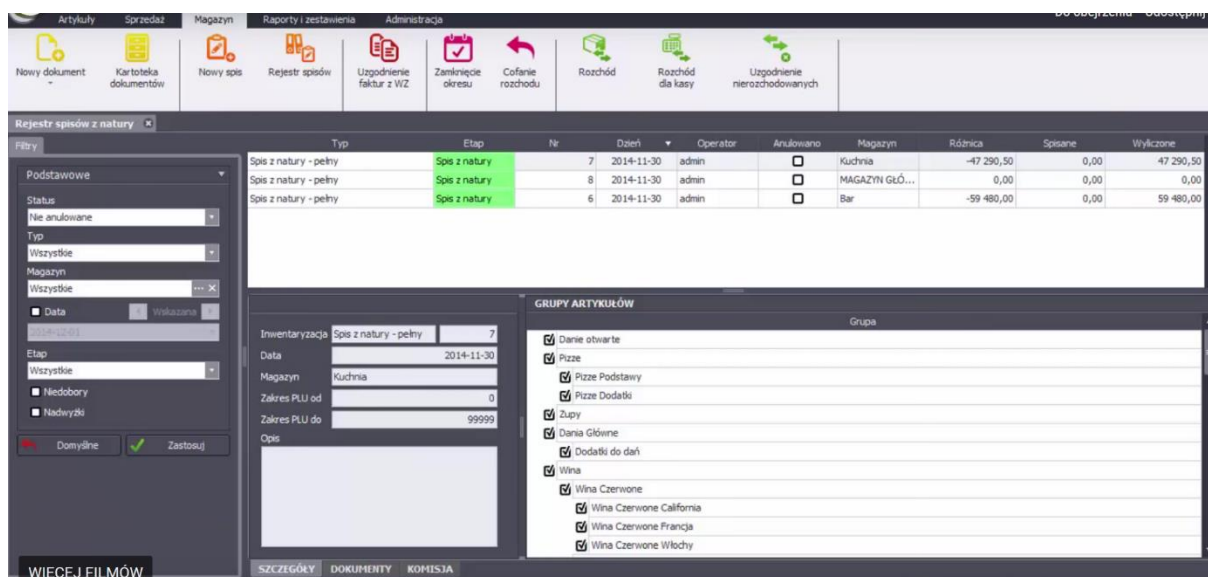 Artykuły Sprzedaż Magazyn Raporty i zestawienia Administracja
Nowy dokument Kartoteka dokumentów Nowy spis Rejestr spisów Uzgodnienie faktur z WZ Zamknięcie okresu Cofanie rozchodu Rozchód Rozchód dla kasy Uzgodnienie nierozchodowanych
Rejestr spisów z natury
Filtry
Typ Etap Nr Dzień Operator Anulowano Magazyn Różnica Spisane Wyliczone
Spis z natury - pełny Spis z natury 7 2014-11-30 admin Kuchnia -47 290,50 0,00 47 290,50
Spis z natury - pełny Spis z natury 8 2014-11-30 admin MAGAZYN GŁÓ... 0,00 0,00 0,00
Spis z natury - pełny Spis z natury 6 2014-11-30 admin Bar -59 480,00 0,00 59 480,00
Podstawowe
Status
Nie anulowane
Typ
Wszystkie
Magazyn
Wszystkie
Data Wskazana
2014-12-01
Etap
Wszystkie
Niedobory
Nadwyżki
Domyślne Zastosuj
WIĘCEJ FILMÓW
Inwentaryzacja Spis z natury - pełny 7
Data 2014-11-30
Magazyn Kuchnia
Zakres PLU od 0
Zakres PLU do 99999
Opis
SZCZEGÓŁY DOKUMENTY KOMISJA
GRUPY ARTYKUŁÓW
Grupa
Danie otwarte
Pizze
Pizze Podstawy
Pizze Dodatki
Zupy
Dania Główne
Dodatki do dań
Wina
Wina Czerwone
Wina Czerwone California
Wina Czerwone Francja
Wina Czerwone Włochy